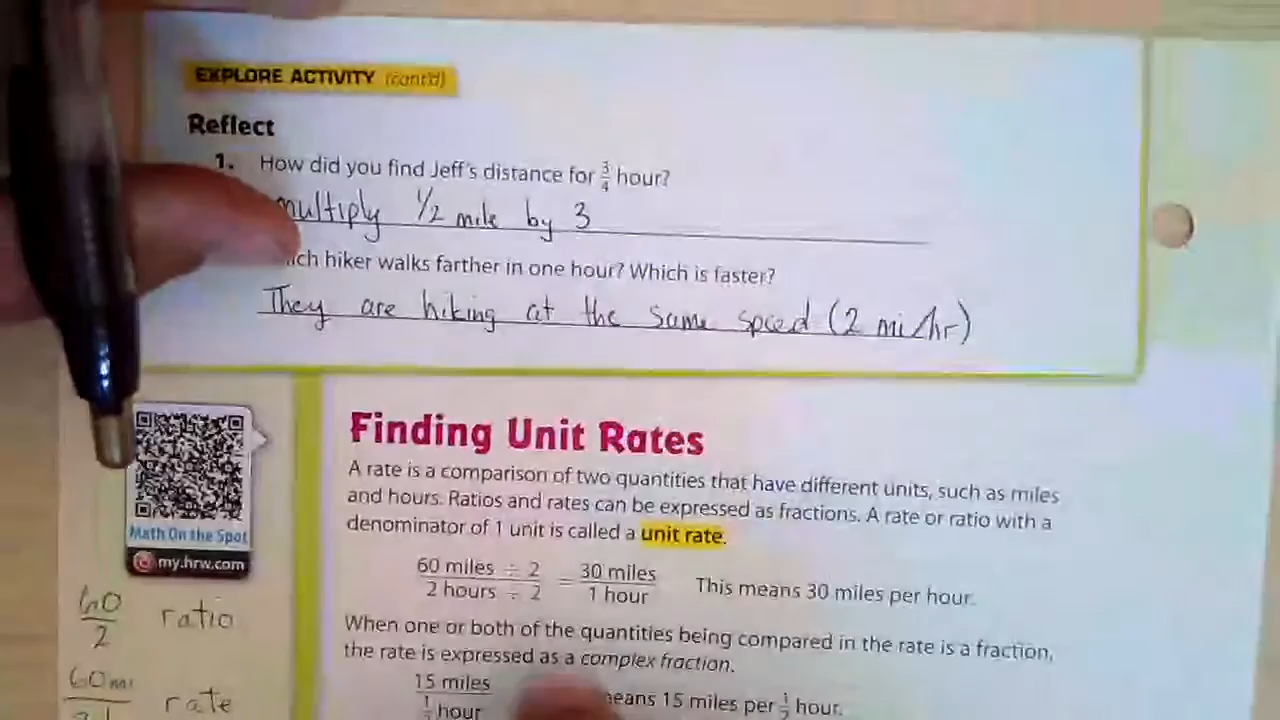 EXPLORE ACTIVITY (cont'd)
Reflect
1. How did you find Jeff's distance for 3/4 hour?
multiply 1/2 mile by 3
hiker walks farther in one hour? Which is faster?
They are hiking at the same speed (2 mi/hr)
Finding Unit Rates
A rate is a comparison of two quantities that have different units, such as miles
and hours. Ratios and rates can be expressed as fractions. A rate or ratio with a
denominator of 1 unit is called a unit rate.
60 miles ÷ 2 / 2 hours ÷ 2 = 30 miles / 1 hour This means 30 miles per hour.
When one or both of the quantities being compared in the rate is a fraction,
the rate is expressed as a complex fraction.
15 miles
hour
means 15 miles per 1/2 hour.
Math On the Spot
my.hrw.com
60/2 ratio
60mi rate